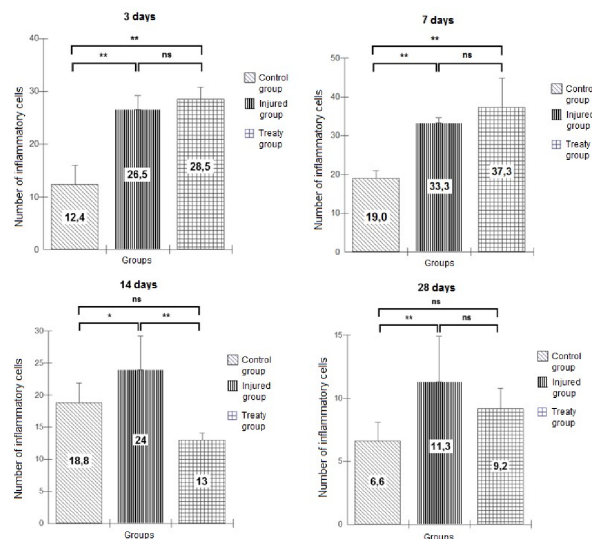 3 days
Number of inflammatory cells
40
30
20
10
0
**
**
ns
12,4
26,5
28,5
Groups
Control
group
Injured
group
Treaty
group
7 days
Number of inflammatory cells
50
40
30
20
10
0
**
**
ns
19,0
33,3
37,3
Groups
Control
group
Injured
group
Treaty
group
14 days
Number of inflammatory cells
30
25
20
15
10
5
0
ns
*
**
18,8
24
13
Groups
Control
group
Injured
group
Treaty
group
28 days
Number of inflammatory cells
15
10
5
0
ns
**
ns
6,6
11,3
9,2
Groups
Control
group
Injured
group
Treaty
group